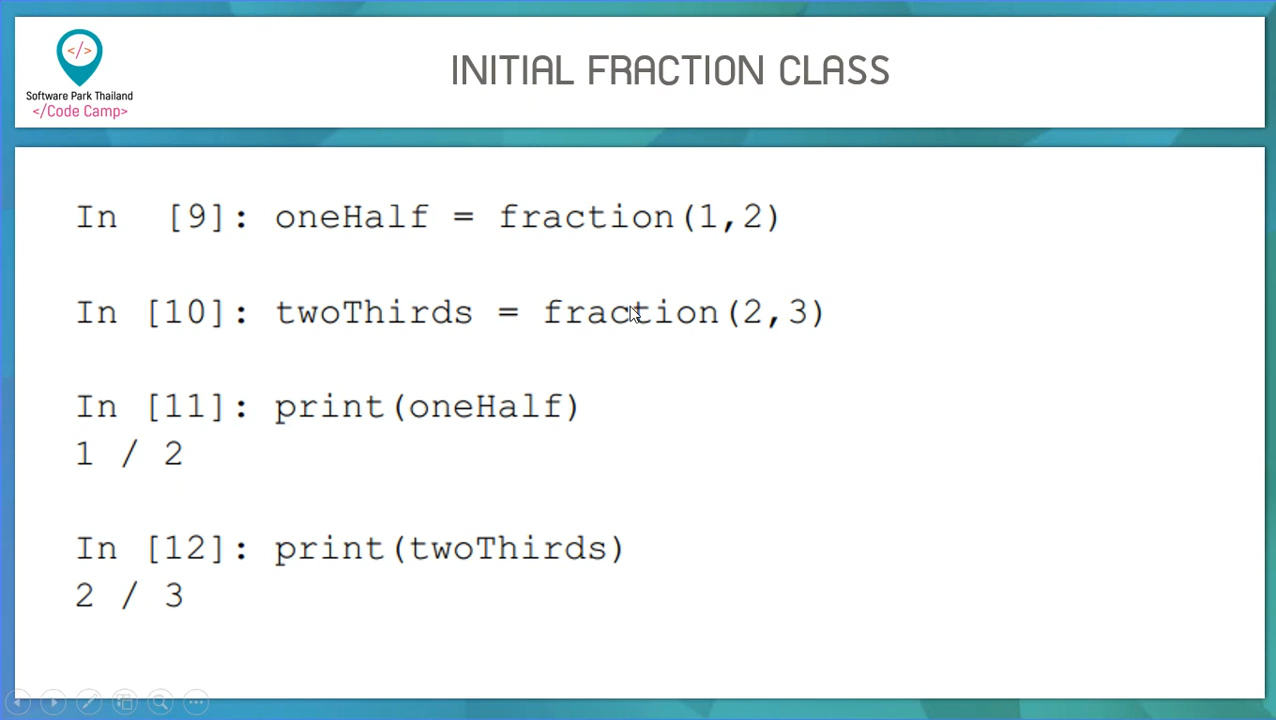 </>
Software Park Thailand
</Code Camp>
INITIAL FRACTION CLASS
In  [9]: oneHalf = fraction(1,2)
In [10]: twoThirds = fraction(2,3)
In [11]: print(oneHalf)
1 / 2
In [12]: print(twoThirds)
2 / 3